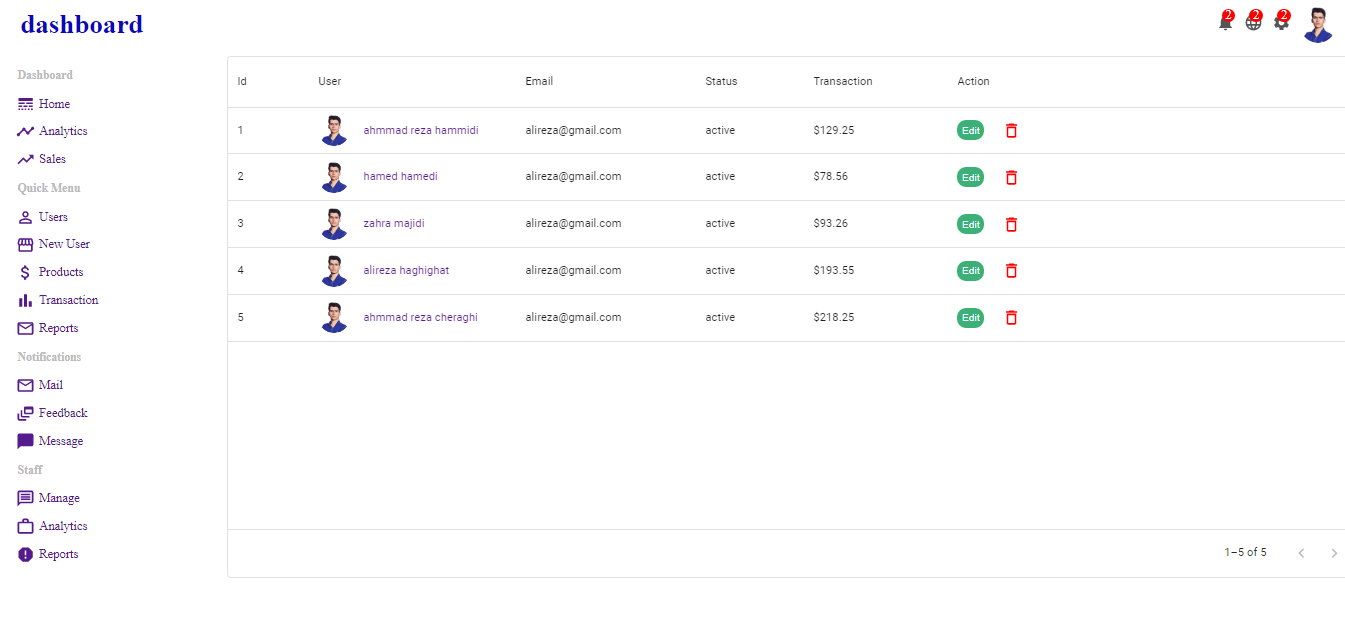 dashboard
2 2 2
Dashboard
Home
Analytics
Sales
Quick Menu
Users
New User
Products
Transaction
Reports
Notifications
Mail
Feedback
Message
Staff
Manage
Analytics
Reports
Id User Email Status Transaction Action
1 ahmmad reza hammidi alireza@gmail.com active $129.25 Edit
2 hamed hamedi alireza@gmail.com active $78.56 Edit
3 zahra majidi alireza@gmail.com active $93.26 Edit
4 alireza haghighat alireza@gmail.com active $193.55 Edit
5 ahmmad reza cheraghi alireza@gmail.com active $218.25 Edit
1–5 of 5